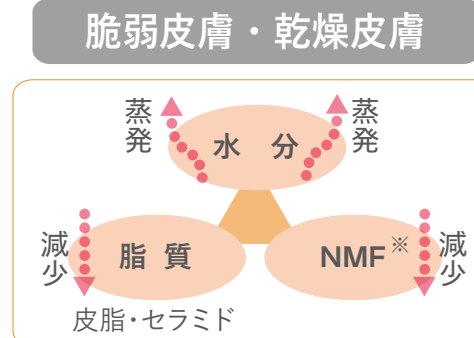 脆弱皮膚・乾燥皮膚
蒸発
水 分
蒸発
減少
脂 質
NMF※
減少
皮脂・セラミド